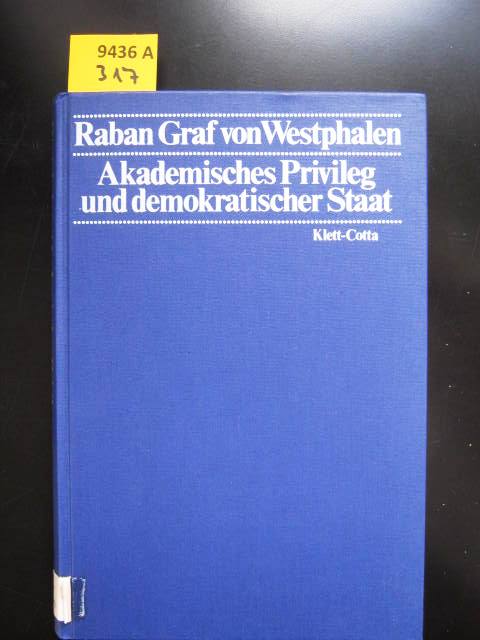 9436 A
317
Raban Graf von Westphalen
Akademisches Privileg
und demokratischer Staat
Klett-Cotta